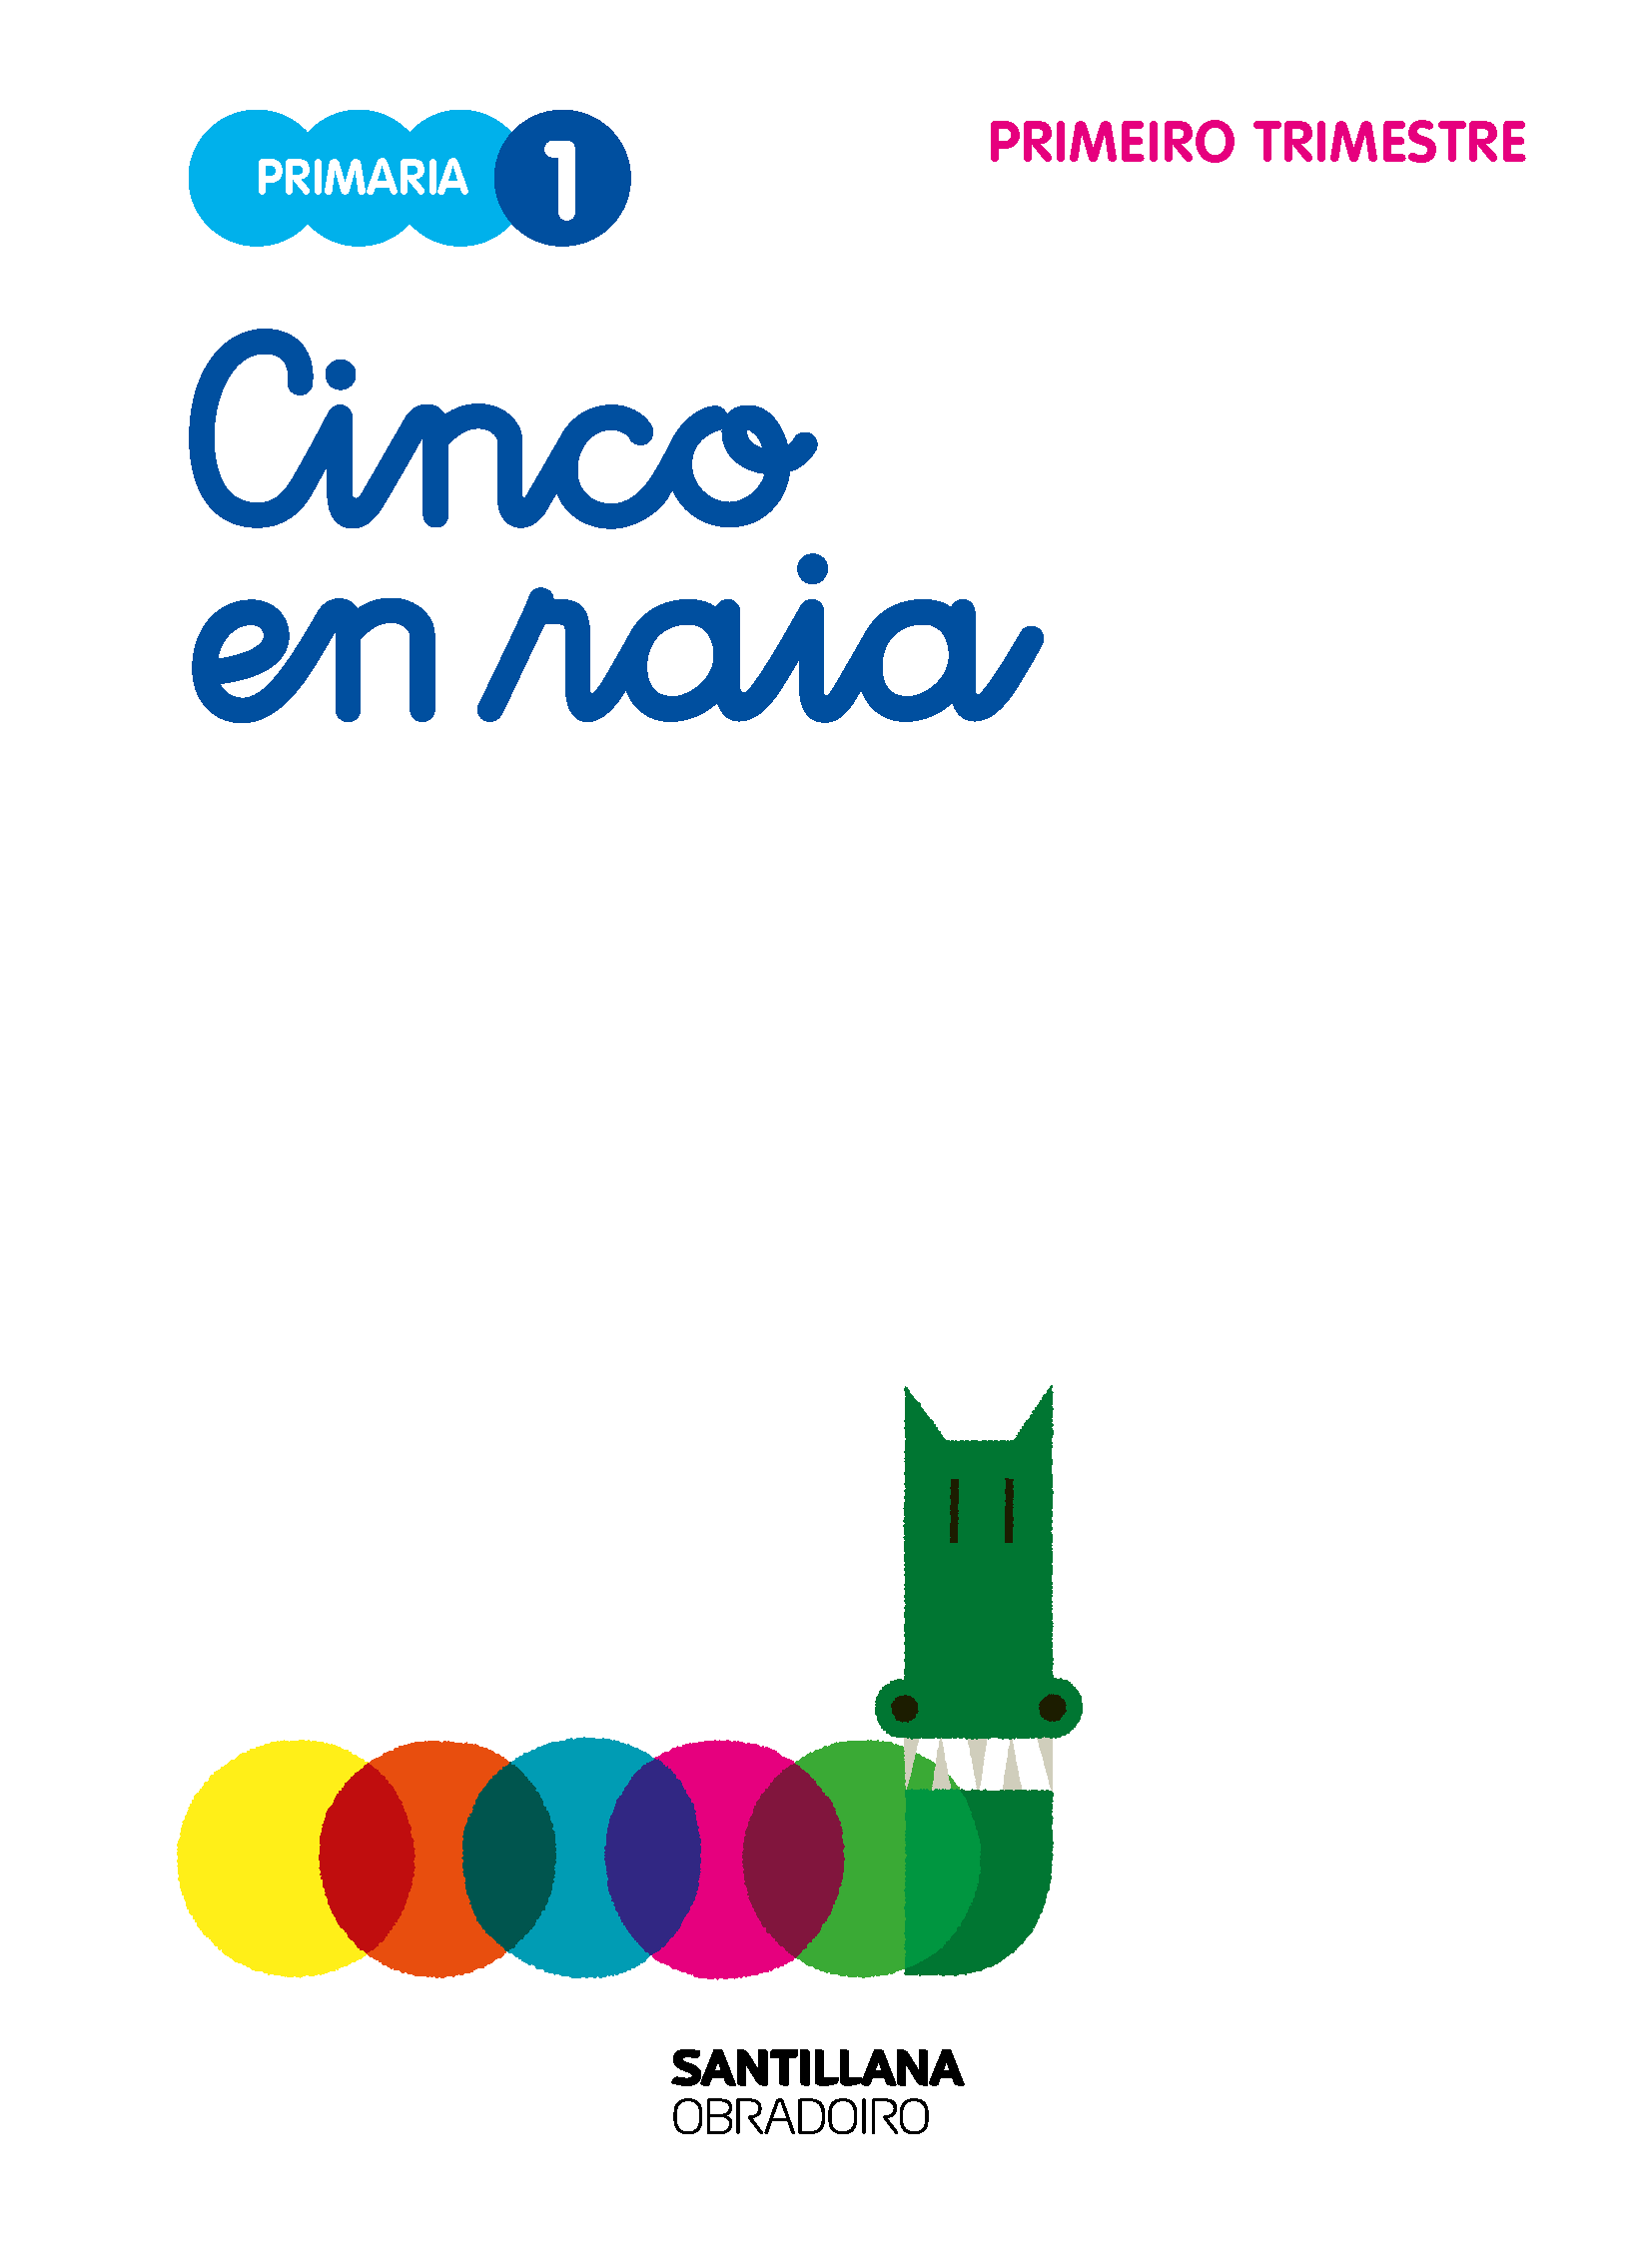 PRIMARIA 1
PRIMEIRO TRIMESTRE
Cinco
en raia
SANTILLANA
OBRADOIRO